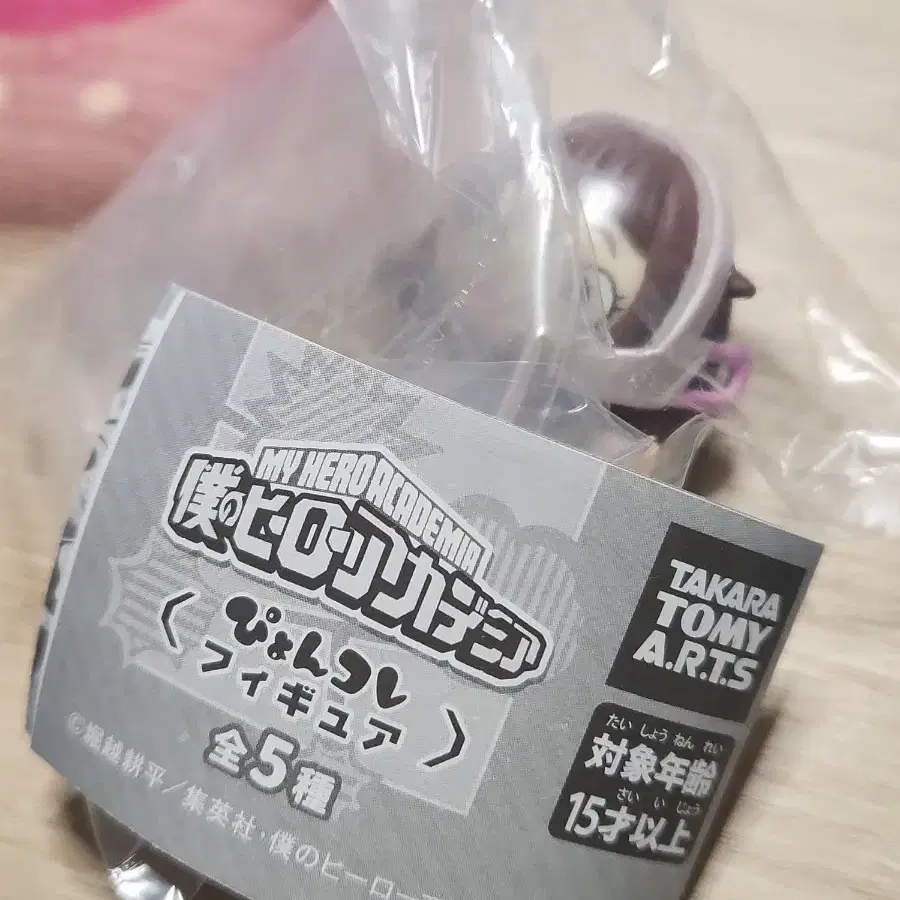 MY HERO ACADEMIA
僕のヒーローアカデミア
ぴょんコレ
フィギュア
全5種
©堀越耕平/集英社・僕のヒーロー
TAKARA
TOMY
A.R.T.S
たいしょうねんれい
対象年齢
さいいじょう
15才以上